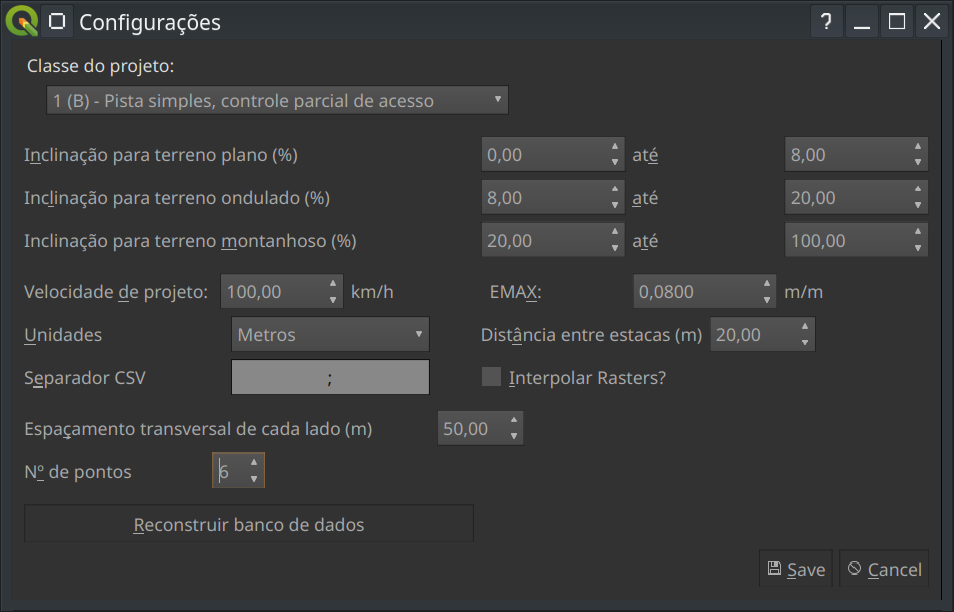 Configurações
?
Classe do projeto:
1 (B) - Pista simples, controle parcial de acesso
Inclinação para terreno plano (%) 0,00 até 8,00
Inclinação para terreno ondulado (%) 8,00 até 20,00
Inclinação para terreno montanhoso (%) 20,00 até 100,00
Velocidade de projeto: 100,00 km/h EMAX: 0,0800 m/m
Unidades Metros Distância entre estacas (m) 20,00
Separador CSV ; Interpolar Rasters?
Espaçamento transversal de cada lado (m) 50,00
Nº de pontos 6
Reconstruir banco de dados
Save Cancel